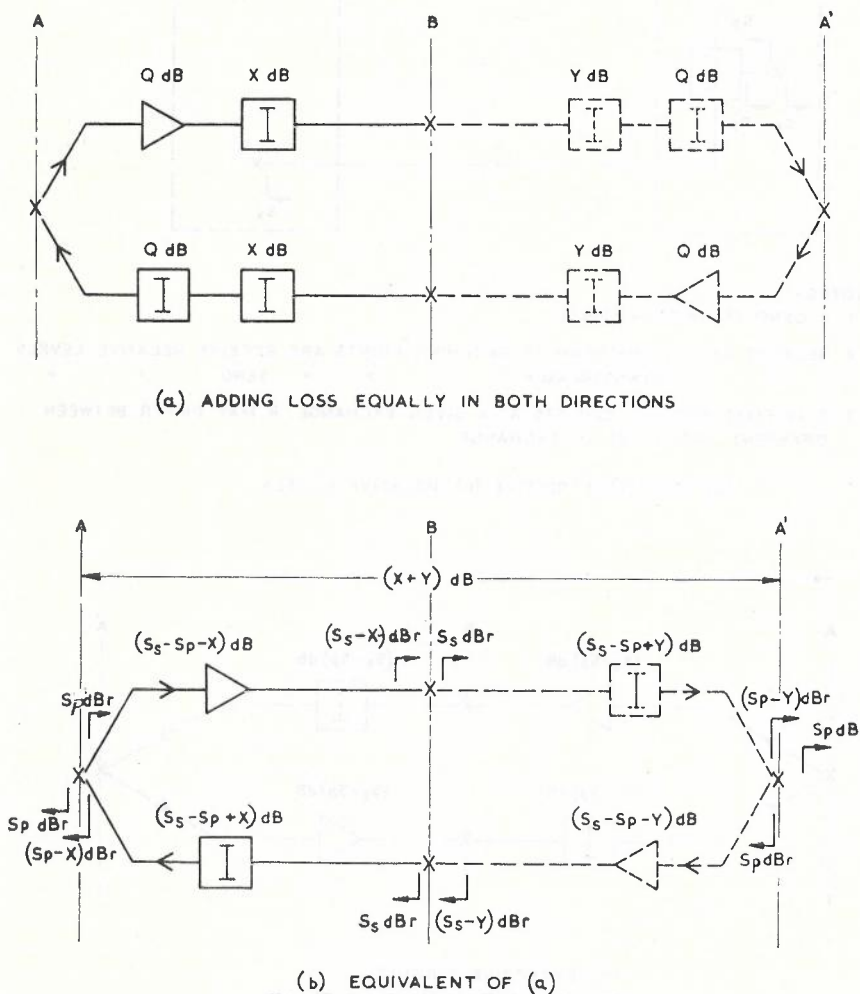 A B A'
Q dB X dB Y dB Q dB
Q dB X dB Y dB Q dB
(a) ADDING LOSS EQUALLY IN BOTH DIRECTIONS
A B A'
(X+Y) dB
(Ss-Sp-X) dB (Ss-X) dBr Ss dBr (Ss-Sp+Y) dB
Sp dBr (Sp-Y) dBr
Sp dB
Sp dBr (Ss-Sp+X) dB (Ss-Sp-Y) dB
(Sp-X) dBr Sp dBr
Ss dBr (Ss-Y) dBr
(b) EQUIVALENT OF (a)